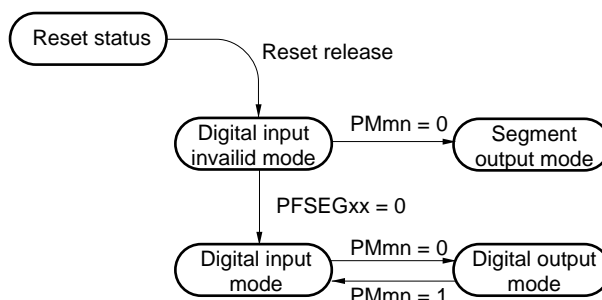 Reset status
Reset release
Digital input
invailid mode
PMmn = 0
Segment
output mode
PFSEGxx = 0
Digital input
mode
PMmn = 0
PMmn = 1
Digital output
mode